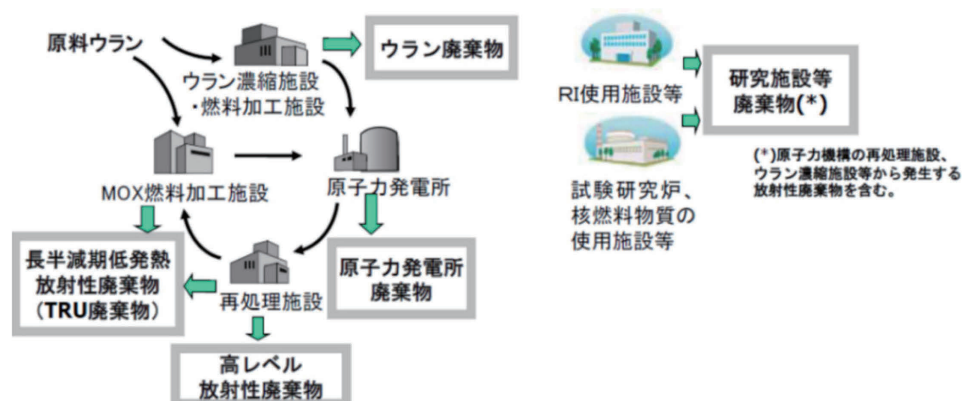 原料ウラン
ウラン濃縮施設
・燃料加工施設
ウラン廃棄物
MOX燃料加工施設
原子力発電所
長半減期低発熱
放射性廃棄物
（TRU廃棄物）
再処理施設
原子力発電所
廃棄物
高レベル
放射性廃棄物
RI使用施設等
研究施設等
廃棄物(*)
試験研究炉、
核燃料物質の
使用施設等
(*)原子力機構の再処理施設、
ウラン濃縮施設等から発生する
放射性廃棄物を含む。